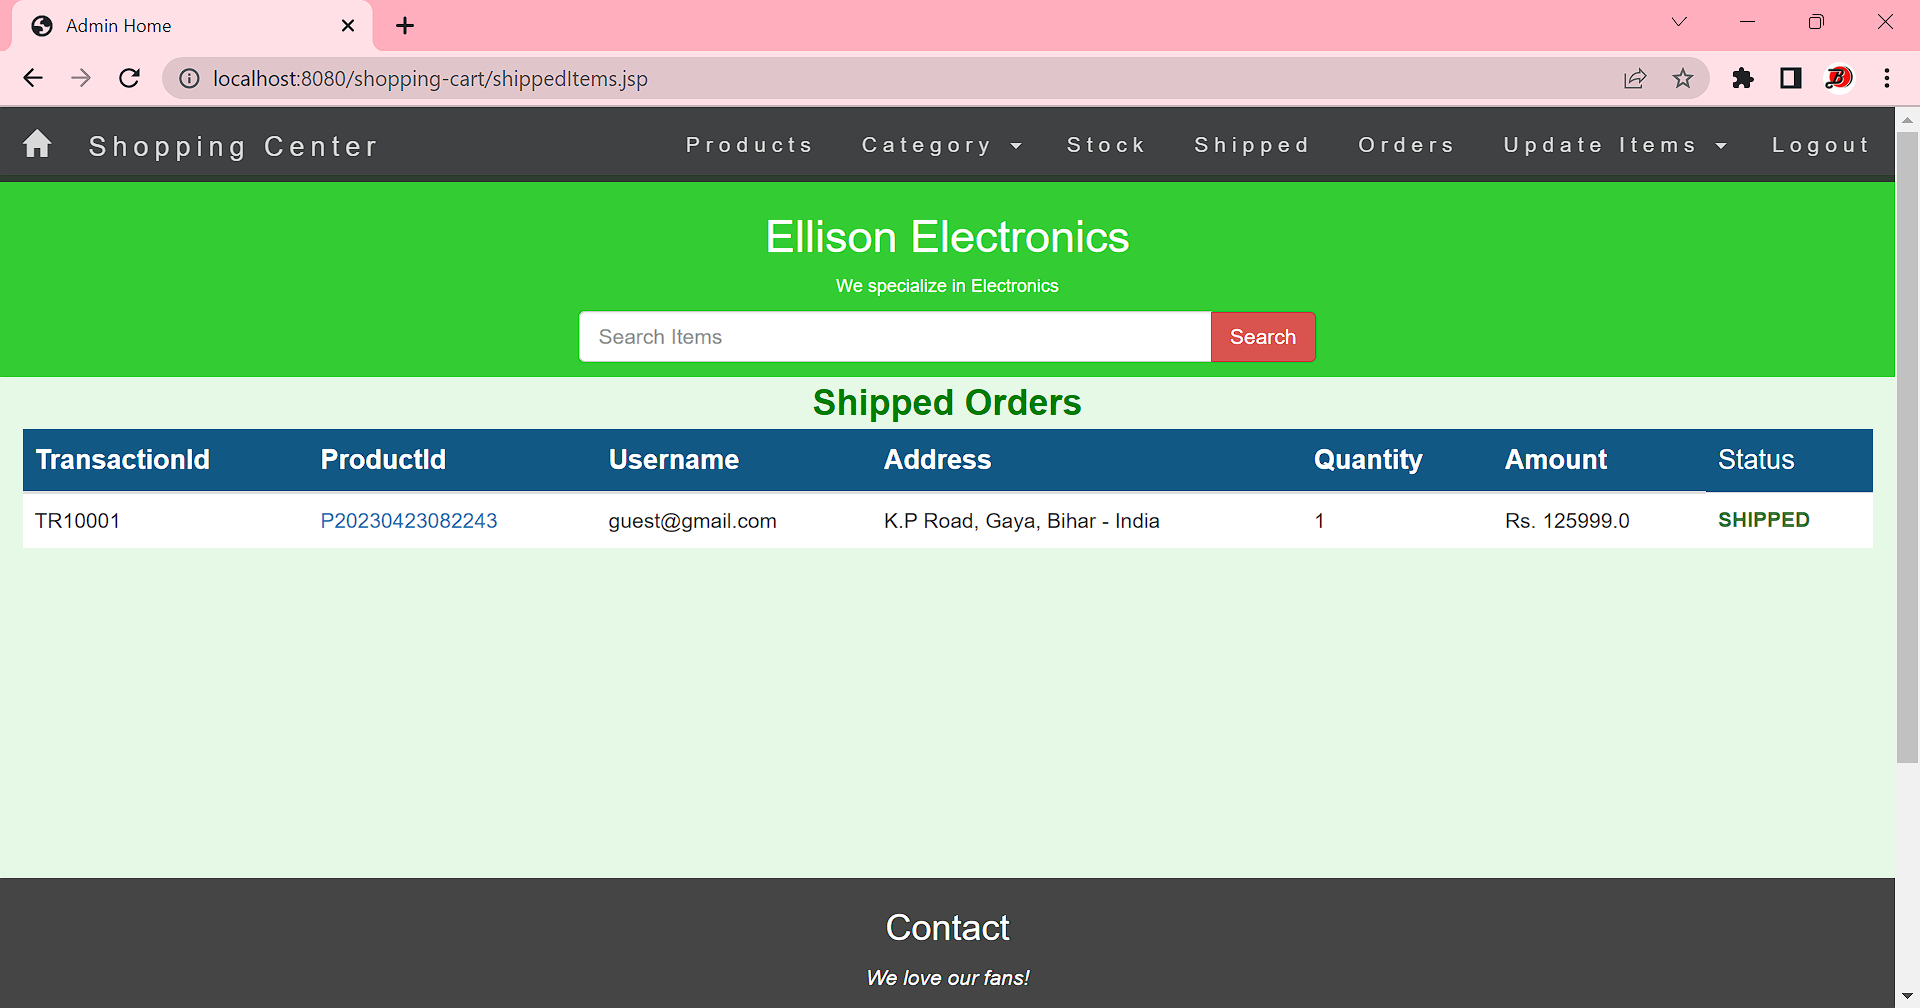 Admin Home
localhost:8080/shopping-cart/shippedItems.jsp
Shopping Center Products Category Stock Shipped Orders Update Items Logout
Ellison Electronics
We specialize in Electronics
Search Items Search
Shipped Orders
TransactionId ProductId Username Address Quantity Amount Status
TR10001 P20230423082243 guest@gmail.com K.P Road, Gaya, Bihar - India 1 Rs. 125999.0 SHIPPED
Contact
We love our fans!